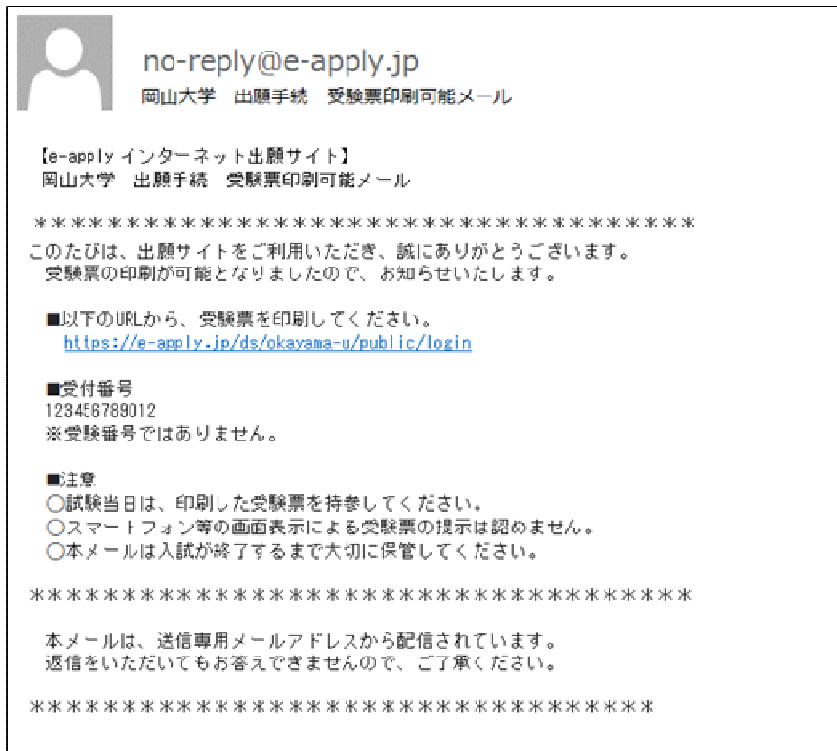 no-reply@e-apply.jp
岡山大学　出願手続　受験票印刷可能メール
【e-apply インターネット出願サイト】
岡山大学　出願手続　受験票印刷可能メール
＊＊＊＊＊＊＊＊＊＊＊＊＊＊＊＊＊＊＊＊＊＊＊＊＊＊＊＊＊＊＊＊＊＊＊＊
このたびは、出願サイトをご利用いただき、誠にありがとうございます。
受験票の印刷が可能となりましたので、お知らせいたします。
■以下のURLから、受験票を印刷してください。
https://e-apply.jp/ds/okayama-u/public/login
■受付番号
123456789012
※受験番号ではありません。
■注意
○試験当日は、印刷した受験票を持参してください。
○スマートフォン等の画面表示による受験票の提示は認めません。
○本メールは入試が終了するまで大切に保管してください。
＊＊＊＊＊＊＊＊＊＊＊＊＊＊＊＊＊＊＊＊＊＊＊＊＊＊＊＊＊＊＊＊＊＊＊＊
本メールは、送信専用メールアドレスから配信されています。
返信をいただいてもお答えできませんので、ご了承ください。
＊＊＊＊＊＊＊＊＊＊＊＊＊＊＊＊＊＊＊＊＊＊＊＊＊＊＊＊＊＊＊＊＊＊